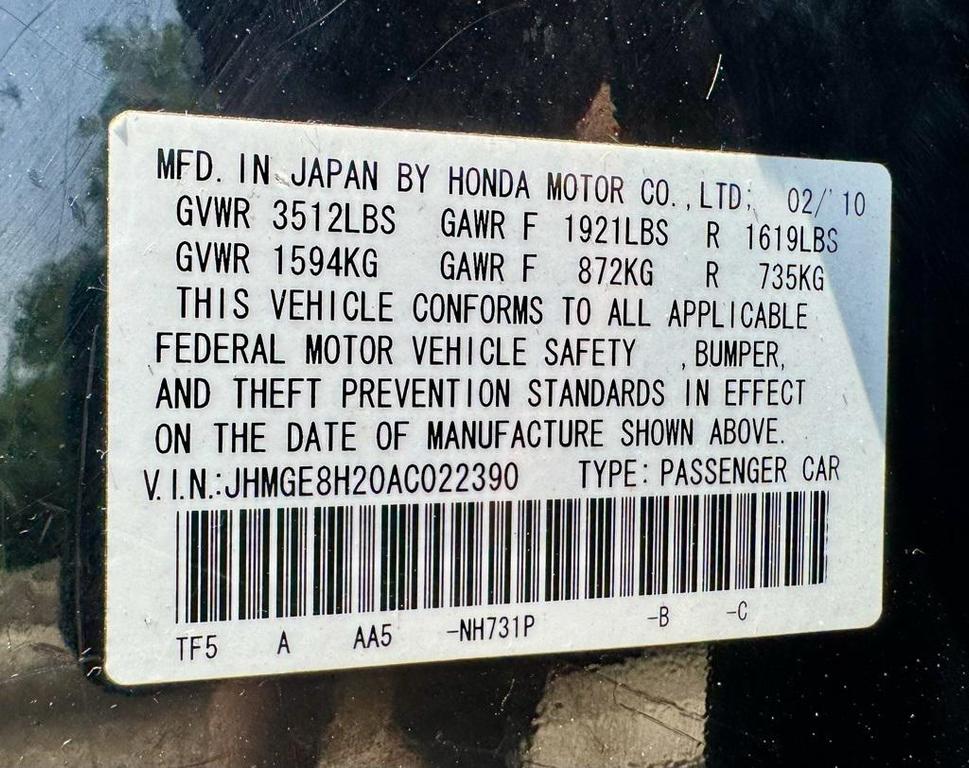 MFD. IN JAPAN BY HONDA MOTOR CO., LTD; 02/'10
GVWR 3512LBS GAWR F 1921LBS R 1619LBS
GVWR 1594KG GAWR F 872KG R 735KG
THIS VEHICLE CONFORMS TO ALL APPLICABLE
FEDERAL MOTOR VEHICLE SAFETY , BUMPER,
AND THEFT PREVENTION STANDARDS IN EFFECT
ON THE DATE OF MANUFACTURE SHOWN ABOVE.
V.I.N.:JHMGE8H20AC022390 TYPE: PASSENGER CAR
TF5 A AA5 -NH731P -B -C